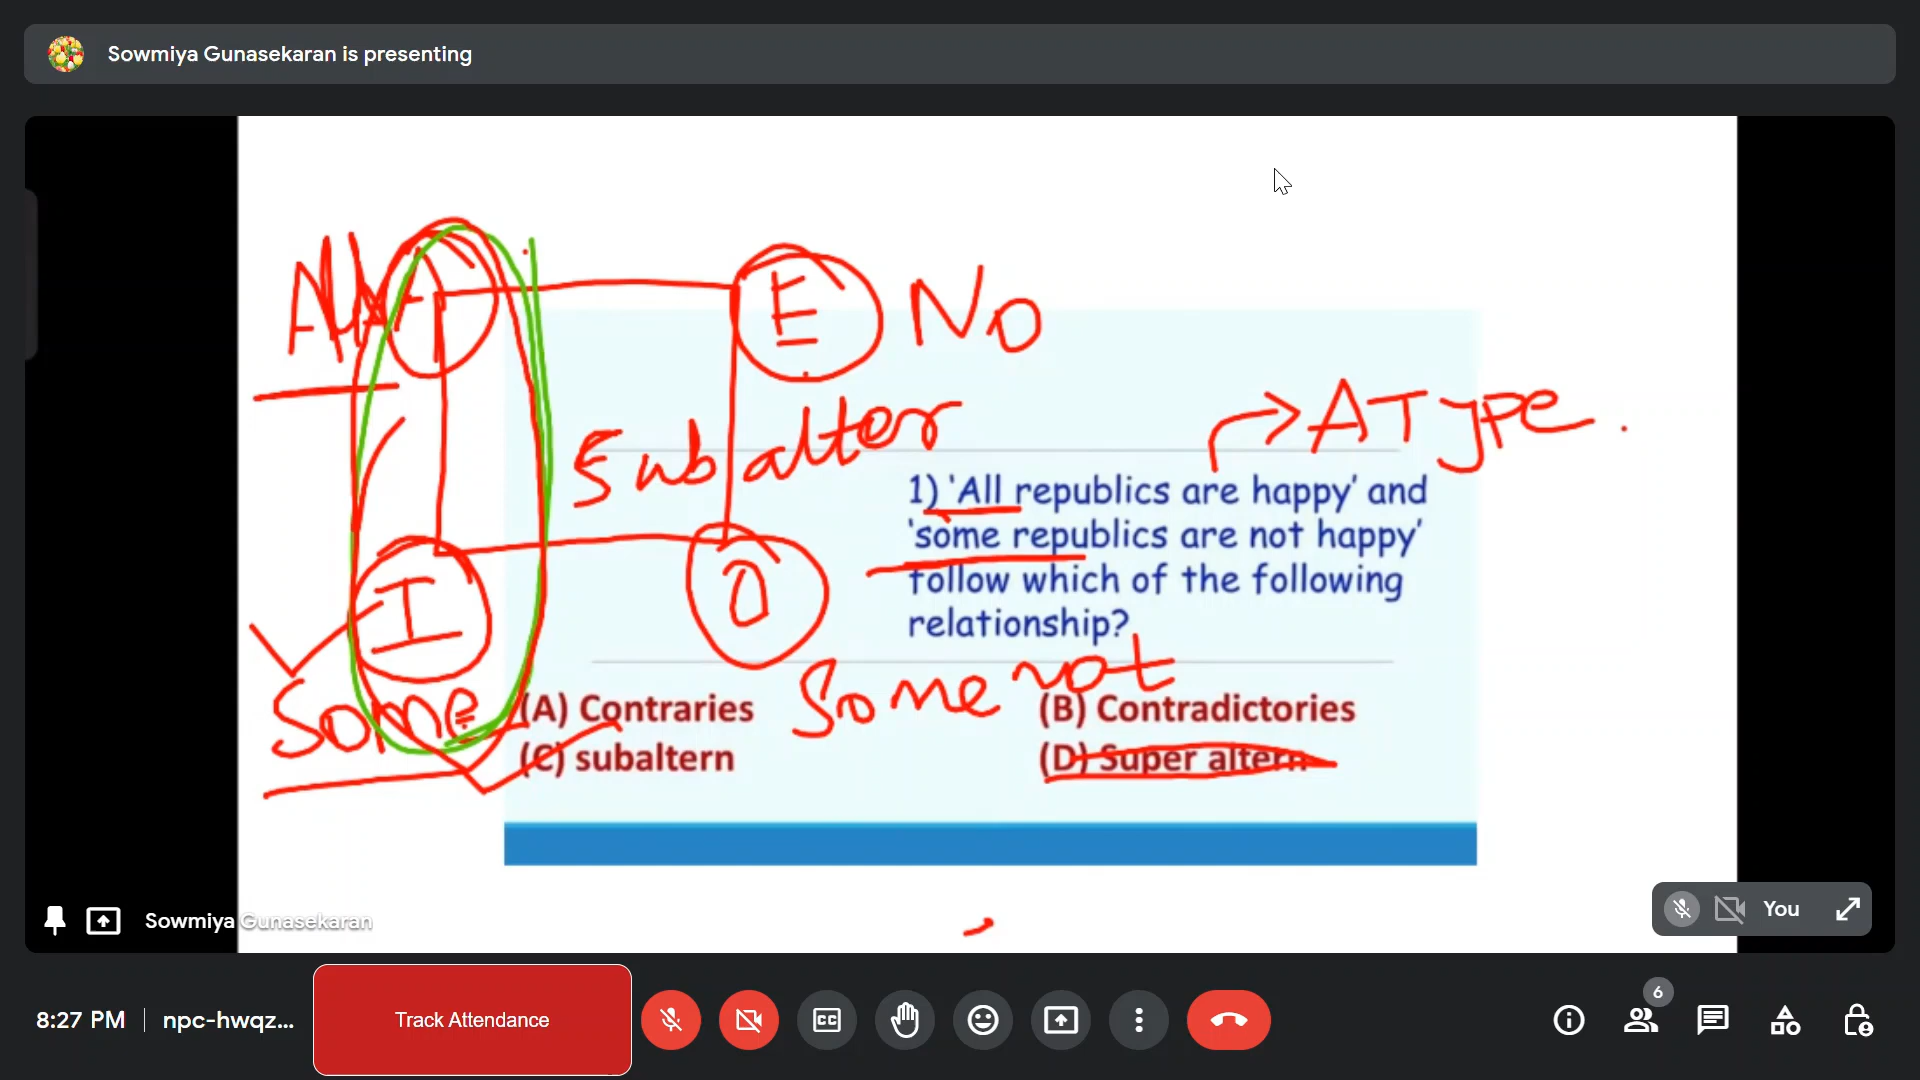 Sowmiya Gunasekaran is presenting
All
E
No
Subalter
A Type.
1) ‘All republics are happy’ and
‘some republics are not happy’
follow which of the following
relationship?
I
O
Some
Some not
(A) Contraries
(B) Contradictories
(C) subaltern
(D) Super altern
Sowmiya Gunasekaran
You
6
8:27 PM
npc-hwqz...
Track Attendance
CC